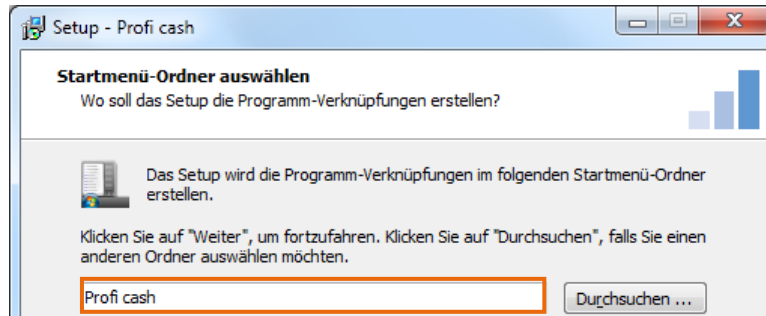 Setup - Profi cash
Startmenü-Ordner auswählen
Wo soll das Setup die Programm-Verknüpfungen erstellen?
Das Setup wird die Programm-Verknüpfungen im folgenden Startmenü-Ordner
erstellen.
Klicken Sie auf "Weiter", um fortzufahren. Klicken Sie auf "Durchsuchen", falls Sie einen
anderen Ordner auswählen möchten.
Profi cash
Durchsuchen ...